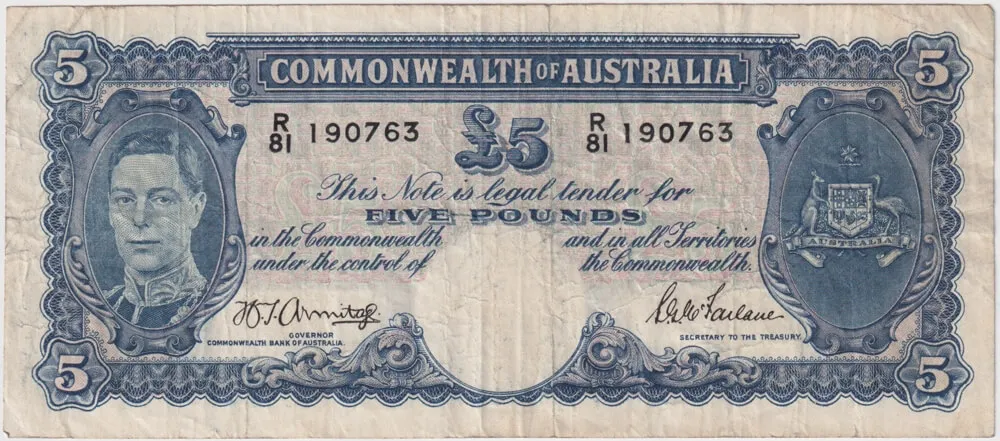 5 5
COMMONWEALTH OF AUSTRALIA
R/81 190763 £5 R/81 190763
This Note is legal tender for
FIVE POUNDS
in the Commonwealth and in all Territories
under the control of the Commonwealth.
AUSTRALIA
H.T. Armitage. S.G. McFarlane
GOVERNOR
COMMONWEALTH BANK OF AUSTRALIA.
SECRETARY TO THE TREASURY.
5 5